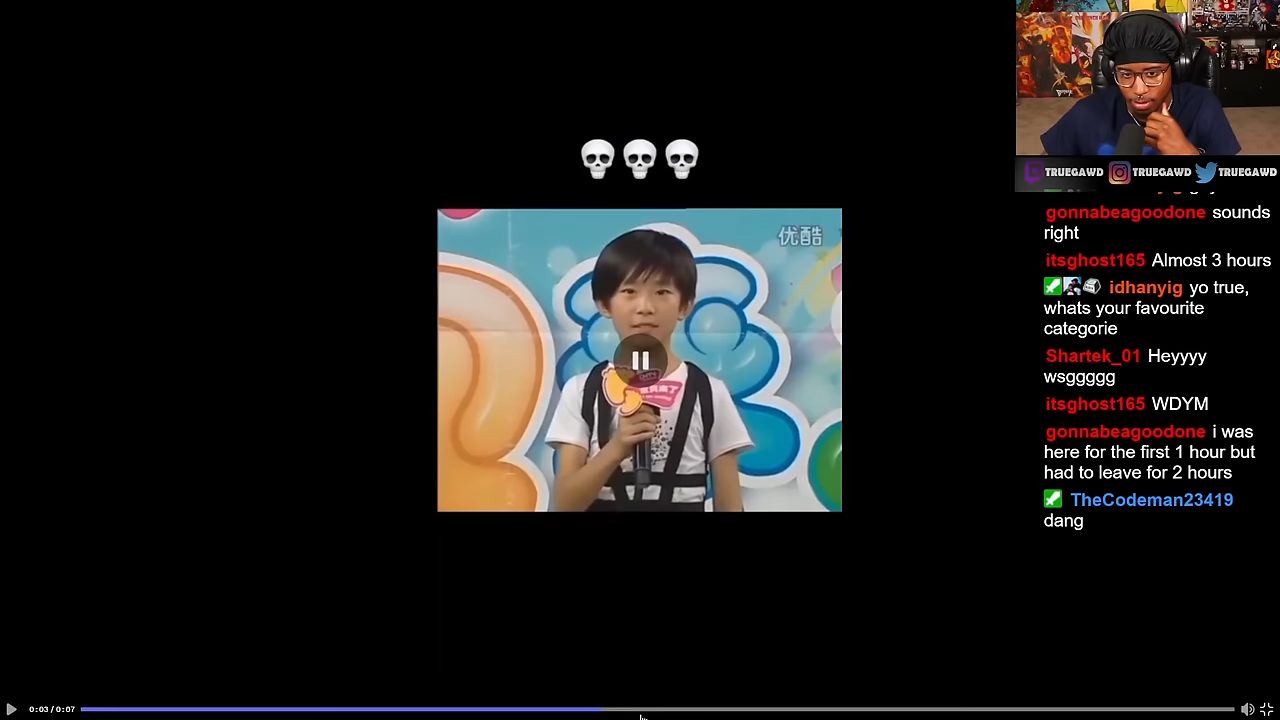 💀💀💀
优酷
TRUEGAWD TRUEGAWD TRUEGAWD
gonnabeagoodone sounds
right
itsghost165 Almost 3 hours
idhanyig yo true,
whats your favourite
categorie
Shartek_01 Heyyyy
wsggggg
itsghost165 WDYM
gonnabeagoodone i was
here for the first 1 hour but
had to leave for 2 hours
TheCodeman23419
dang
0:03 / 0:07